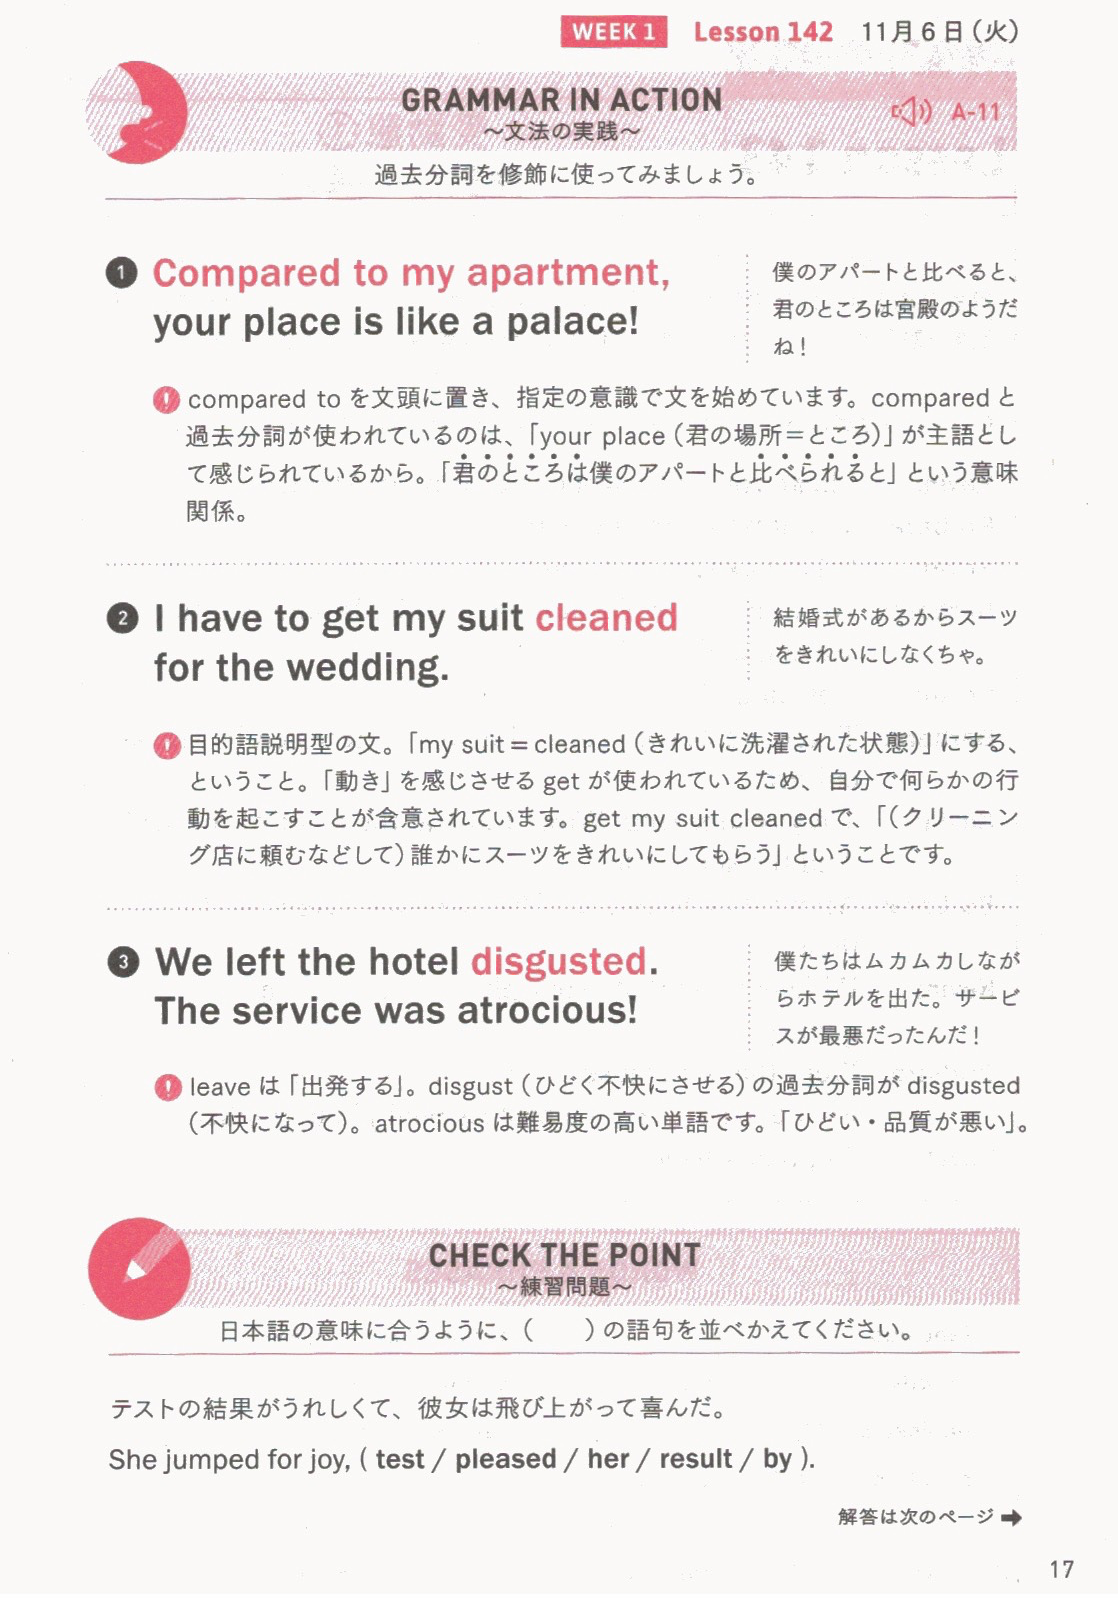 WEEK 1 Lesson 142 11月6日（火）
GRAMMAR IN ACTION
～文法の実践～
A-11
過去分詞を修飾に使ってみましょう。
❶ Compared to my apartment,
your place is like a palace!
僕のアパートと比べると、
君のところは宮殿のようだ
ね！
compared to を文頭に置き、指定の意識で文を始めています。compared と
過去分詞が使われているのは、「your place（君の場所＝ところ）」が主語とし
て感じられているから。「君のところは僕のアパートと比べられると」という意味
関係。
❷ I have to get my suit cleaned
for the wedding.
結婚式があるからスーツ
をきれいにしなくちゃ。
目的語説明型の文。「my suit = cleaned（きれいに洗濯された状態）」にする、
ということ。「動き」を感じさせる get が使われているため、自分で何らかの行
動を起こすことが含意されています。get my suit cleaned で、「（クリーニン
グ店に頼むなどして）誰かにスーツをきれいにしてもらう」ということです。
❸ We left the hotel disgusted.
The service was atrocious!
僕たちはムカムカしなが
らホテルを出た。サービ
スが最悪だったんだ！
leave は「出発する」。disgust（ひどく不快にさせる）の過去分詞が disgusted
（不快になって）。atrocious は難易度の高い単語です。「ひどい・品質が悪い」。
CHECK THE POINT
～練習問題～
日本語の意味に合うように、（　　）の語句を並べかえてください。
テストの結果がうれしくて、彼女は飛び上がって喜んだ。
She jumped for joy, ( test / pleased / her / result / by ).
解答は次のページ ➡
17